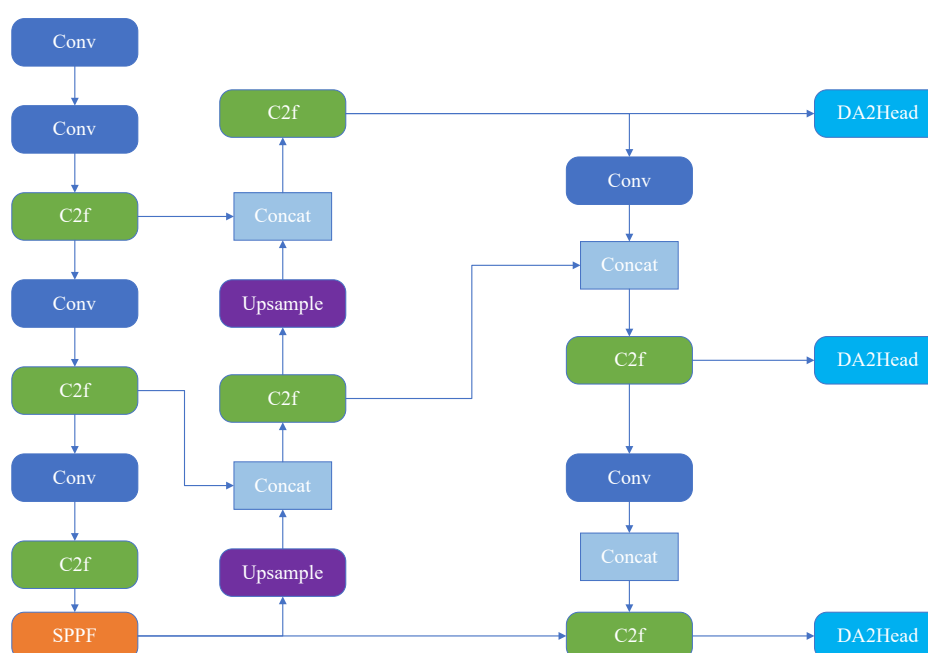 Conv
Conv
C2f
Conv
C2f
Conv
C2f
SPPF
C2f
Concat
Upsample
C2f
Concat
Upsample
Conv
Concat
C2f
Conv
Concat
C2f
DA2Head
DA2Head
DA2Head